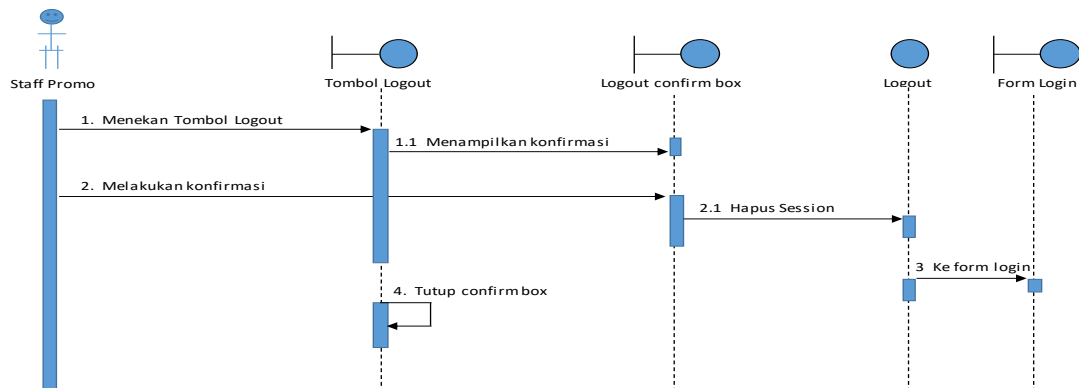 Staff Promo
Tombol Logout
Logout confirm box
Logout
Form Login
1. Menekan Tombol Logout
1.1 Menampilkan konfirmasi
2. Melakukan konfirmasi
2.1 Hapus Session
3 Ke form login
4. Tutup confirm box